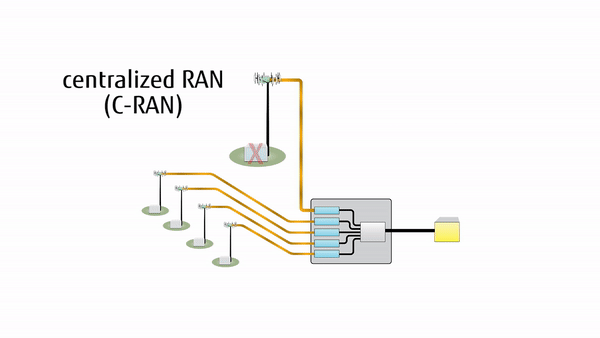 centralized RAN
(C-RAN)
X